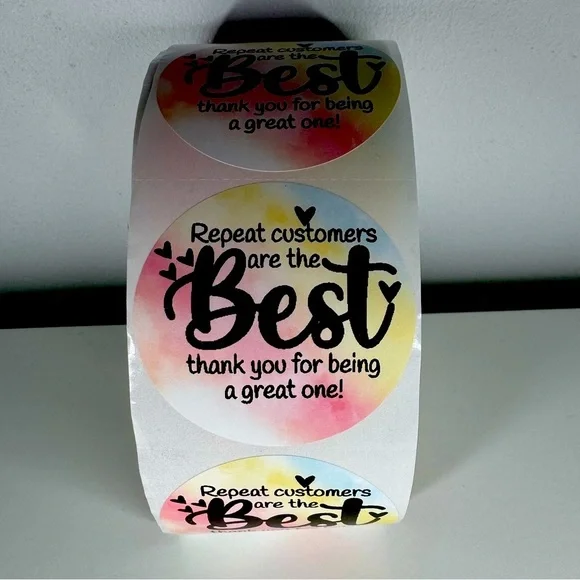 Repeat customers
are the
Best
thank you for being
a great one!
Repeat customers
are the
Best
thank you for being
a great one!
Repeat customers
are the
Best